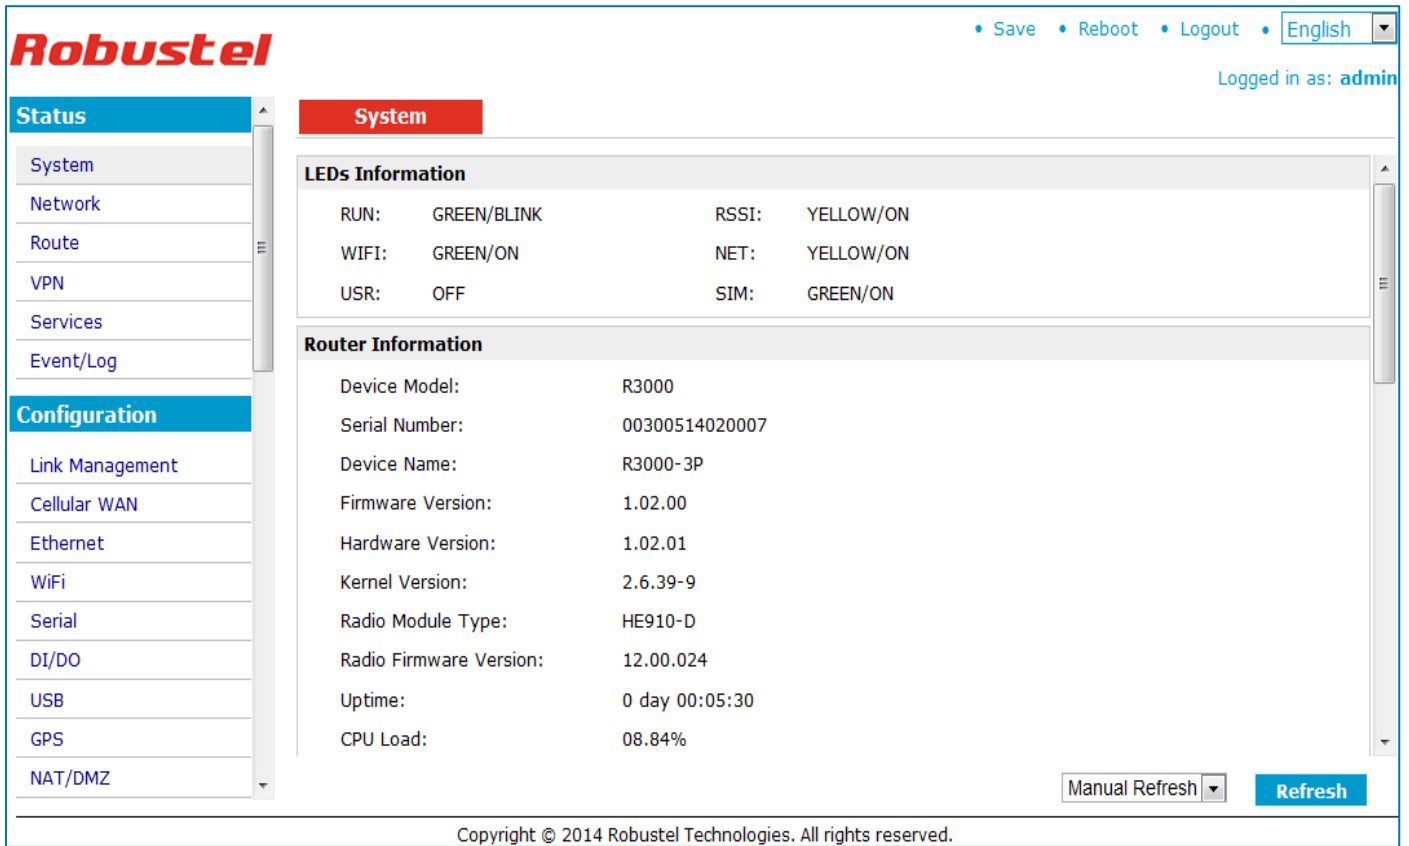 Robustel
• Save • Reboot • Logout • English
Logged in as: admin
Status
System
Network
Route
VPN
Services
Event/Log
Configuration
Link Management
Cellular WAN
Ethernet
WiFi
Serial
DI/DO
USB
GPS
NAT/DMZ
System
LEDs Information
RUN: GREEN/BLINK RSSI: YELLOW/ON
WIFI: GREEN/ON NET: YELLOW/ON
USR: OFF SIM: GREEN/ON
Router Information
Device Model: R3000
Serial Number: 00300514020007
Device Name: R3000-3P
Firmware Version: 1.02.00
Hardware Version: 1.02.01
Kernel Version: 2.6.39-9
Radio Module Type: HE910-D
Radio Firmware Version: 12.00.024
Uptime: 0 day 00:05:30
CPU Load: 08.84%
Manual Refresh Refresh
Copyright © 2014 Robustel Technologies. All rights reserved.